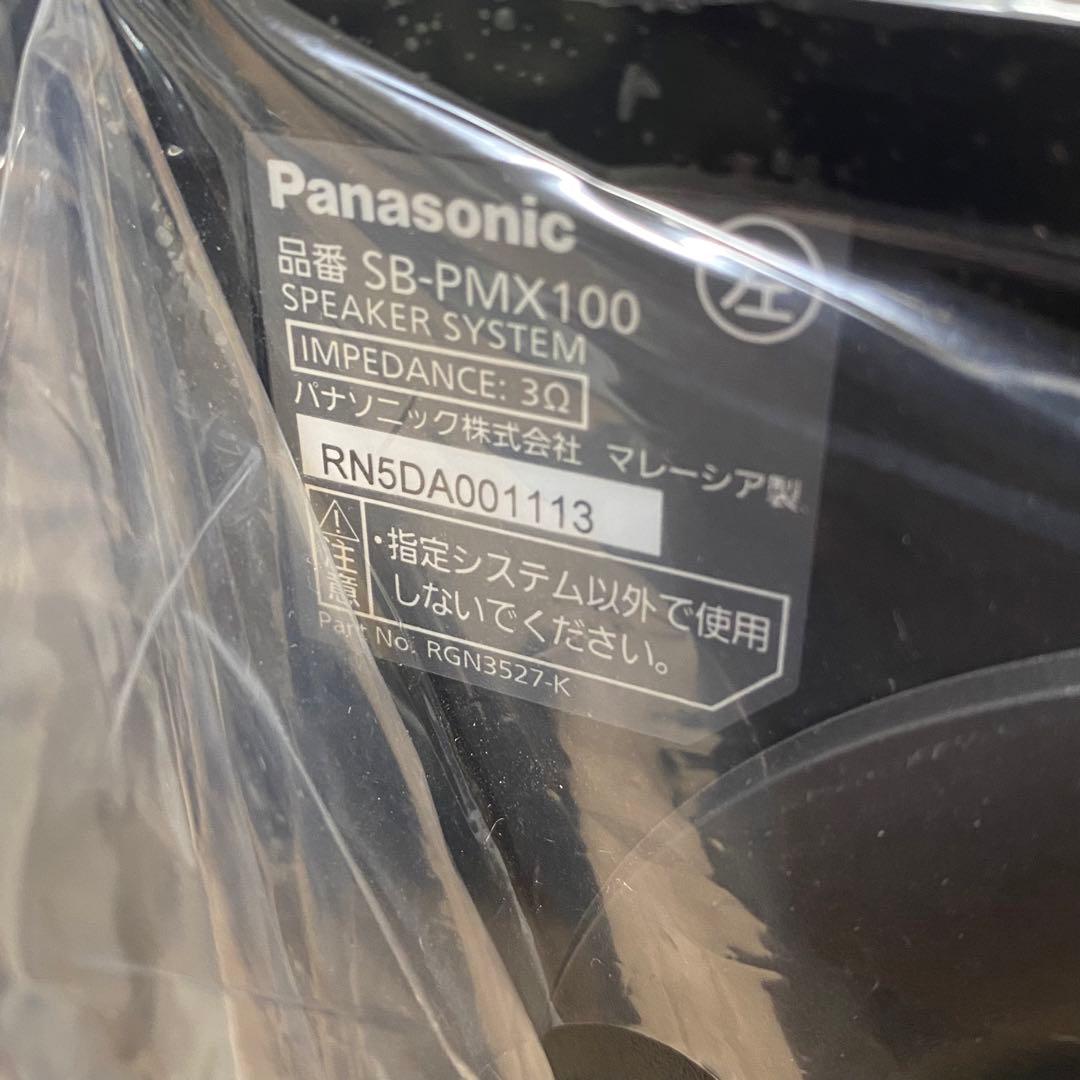 Panasonic
品番 SB-PMX100
左
SPEAKER SYSTEM
IMPEDANCE: 3Ω
パナソニック株式会社 マレーシア製
RN5DA001113
注意
・指定システム以外で使用
しないでください。
Part No. RGN3527-K